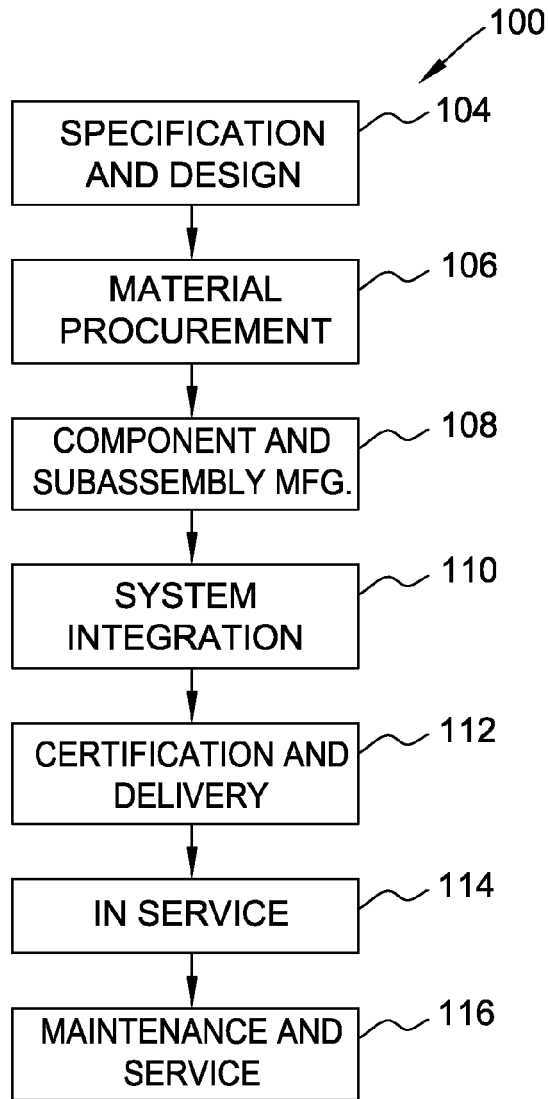 100
SPECIFICATION
AND DESIGN
104
MATERIAL
PROCUREMENT
106
COMPONENT AND
SUBASSEMBLY MFG.
108
SYSTEM
INTEGRATION
110
CERTIFICATION AND
DELIVERY
112
IN SERVICE
114
MAINTENANCE AND
SERVICE
116